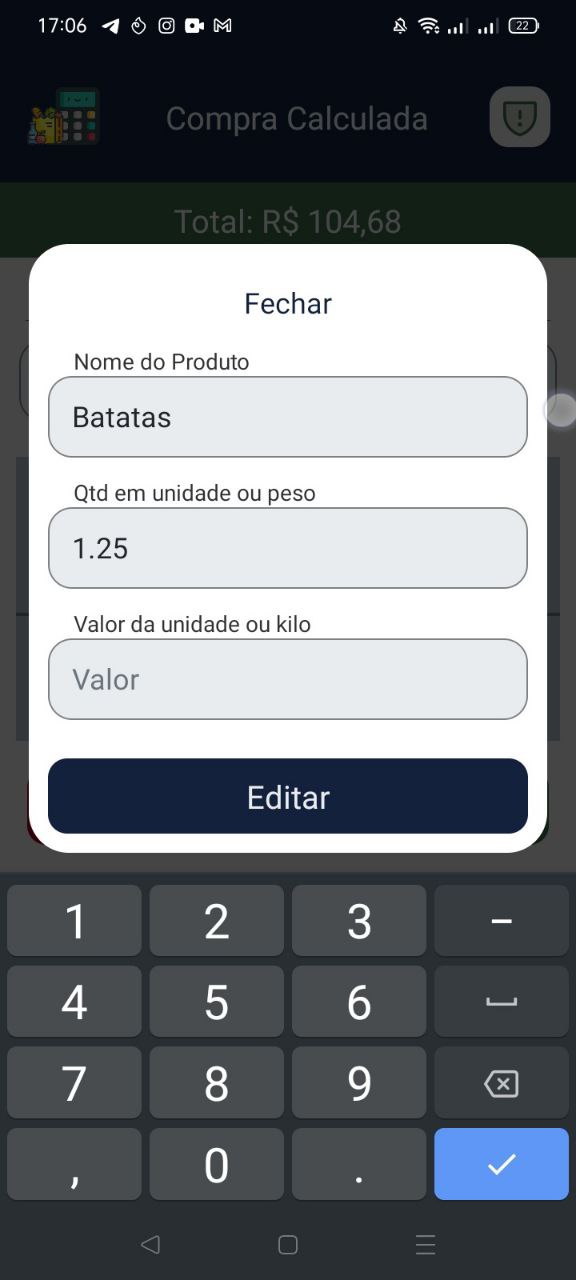 17:06
22
Compra Calculada
Total: R$ 104,68
Fechar
Nome do Produto
Batatas
Qtd em unidade ou peso
1.25
Valor da unidade ou kilo
Valor
Editar
1 2 3 -
4 5 6
7 8 9
, 0 .